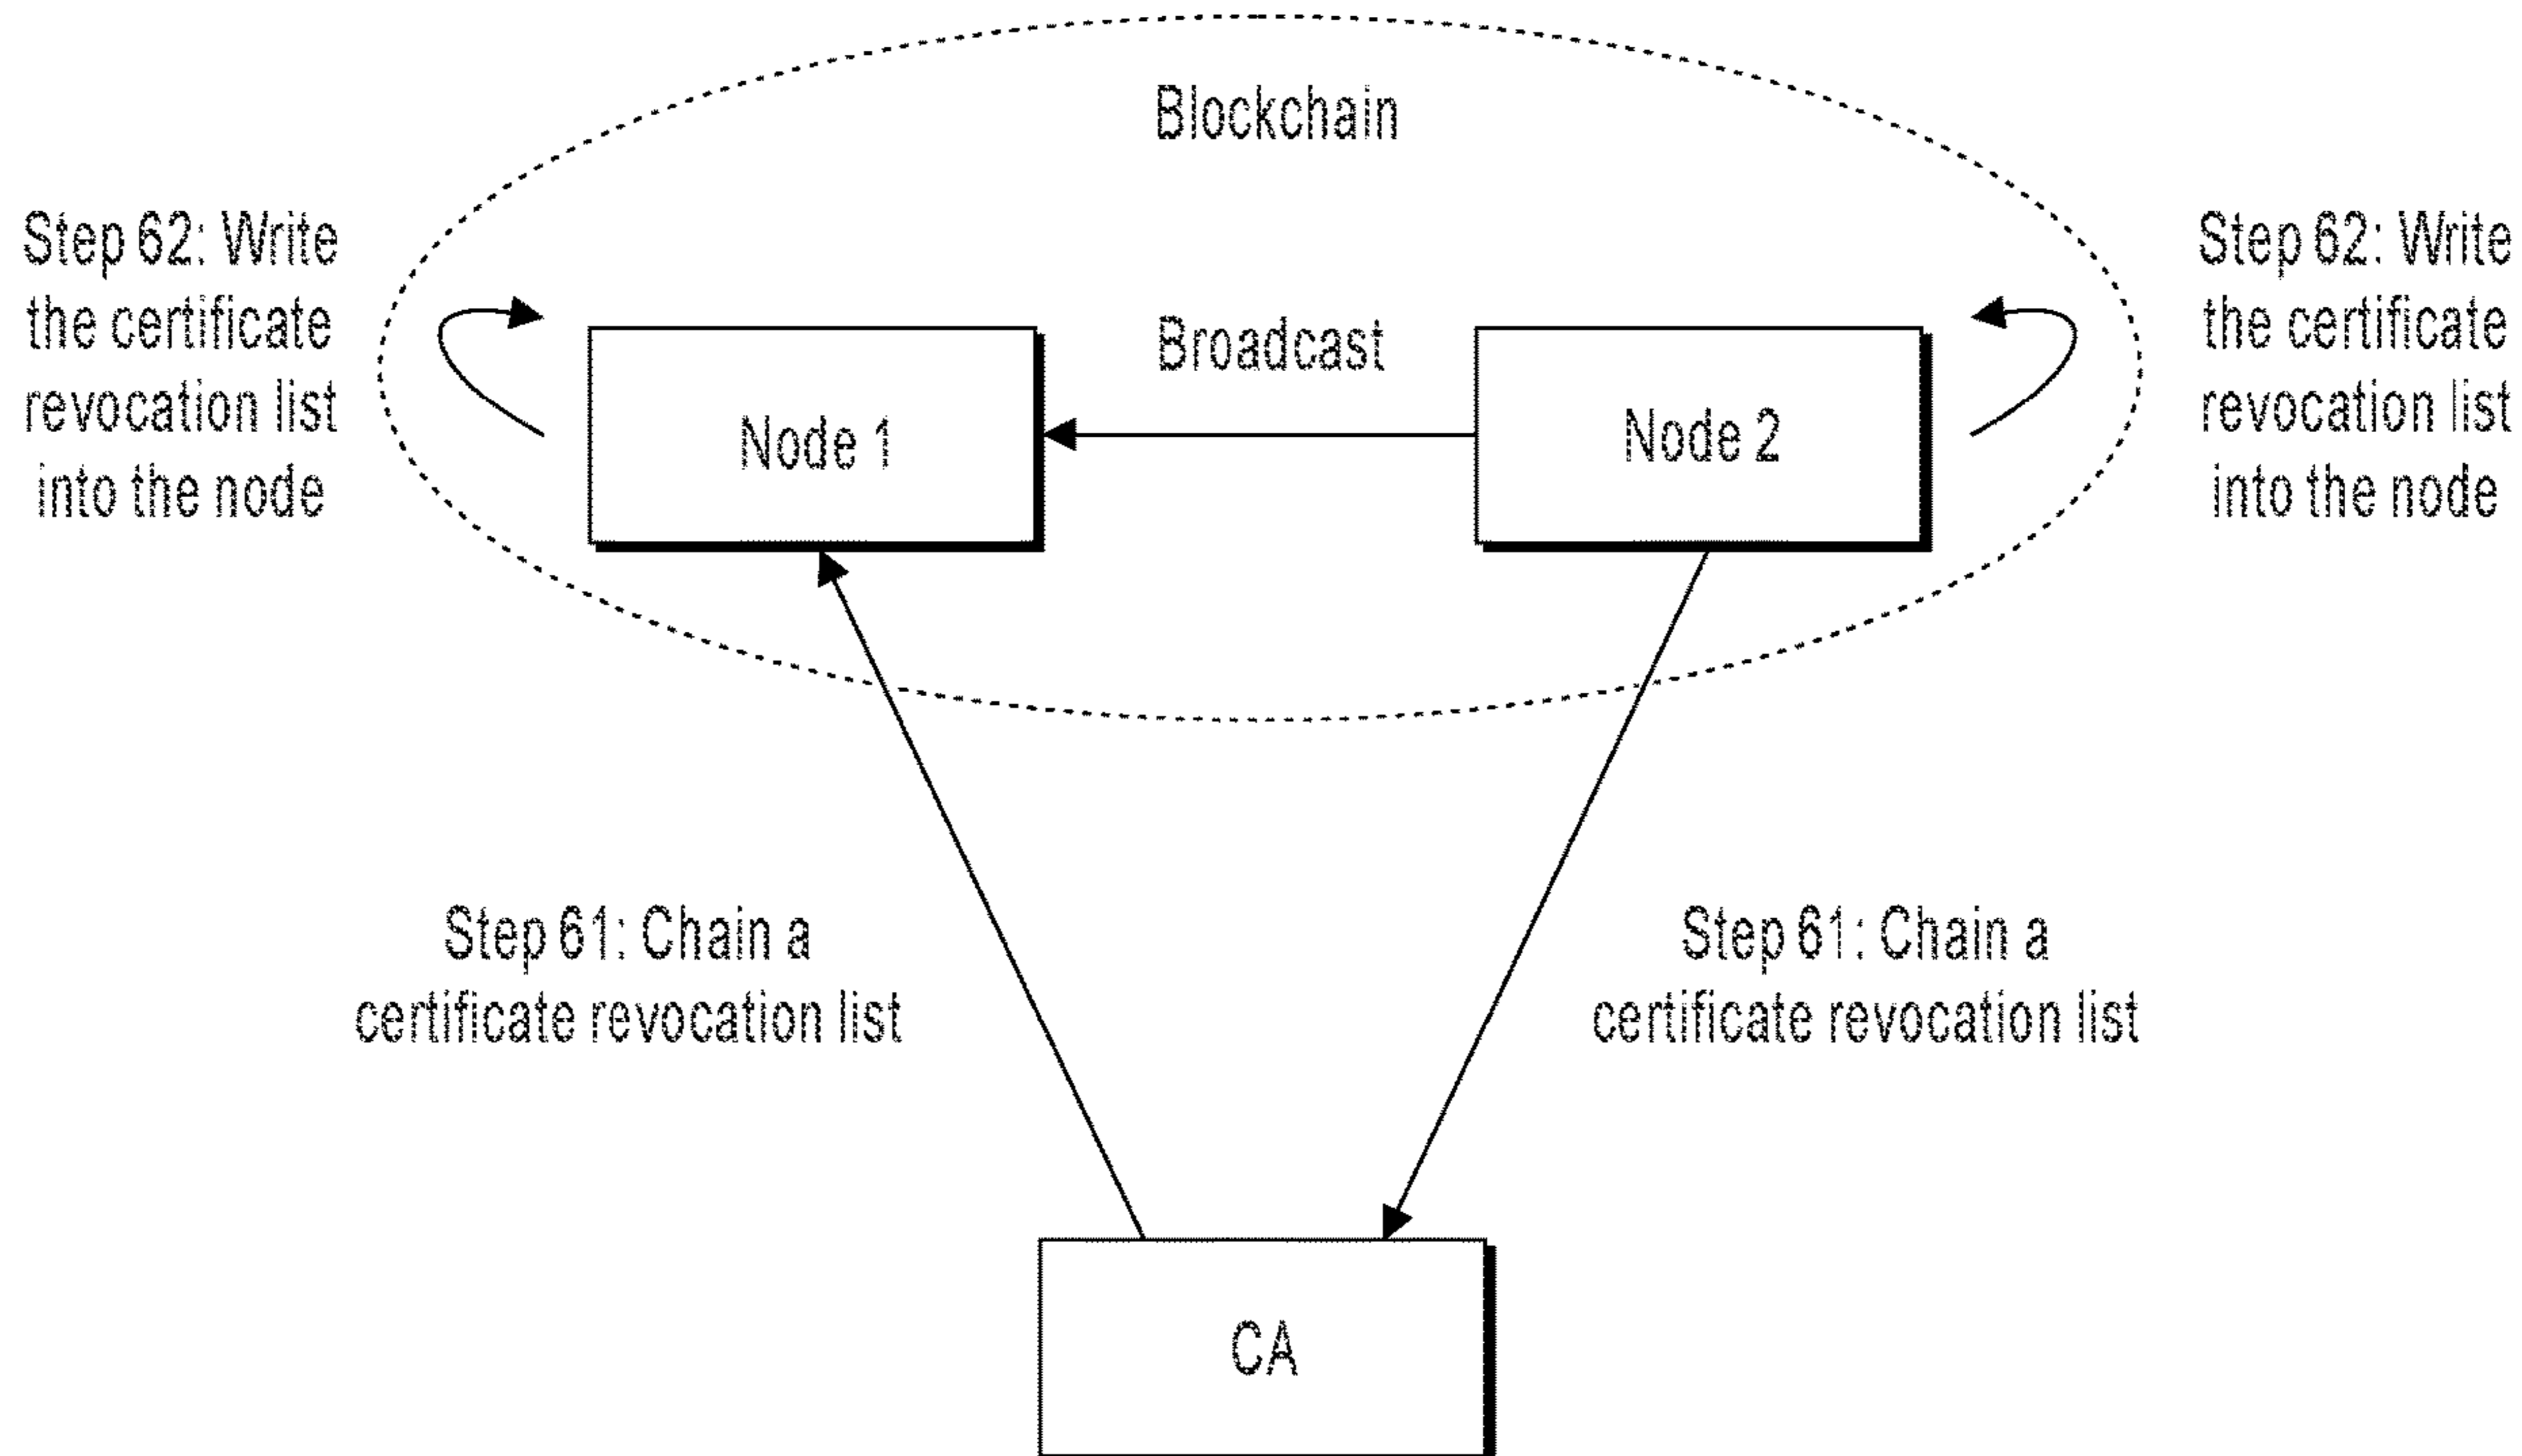 Blockchain
Step 62: Write
the certificate
revocation list
into the node
Broadcast
Node 1
Node 2
Step 62: Write
the certificate
revocation list
into the node
Step 61: Chain a
certificate revocation list
Step 61: Chain a
certificate revocation list
CA